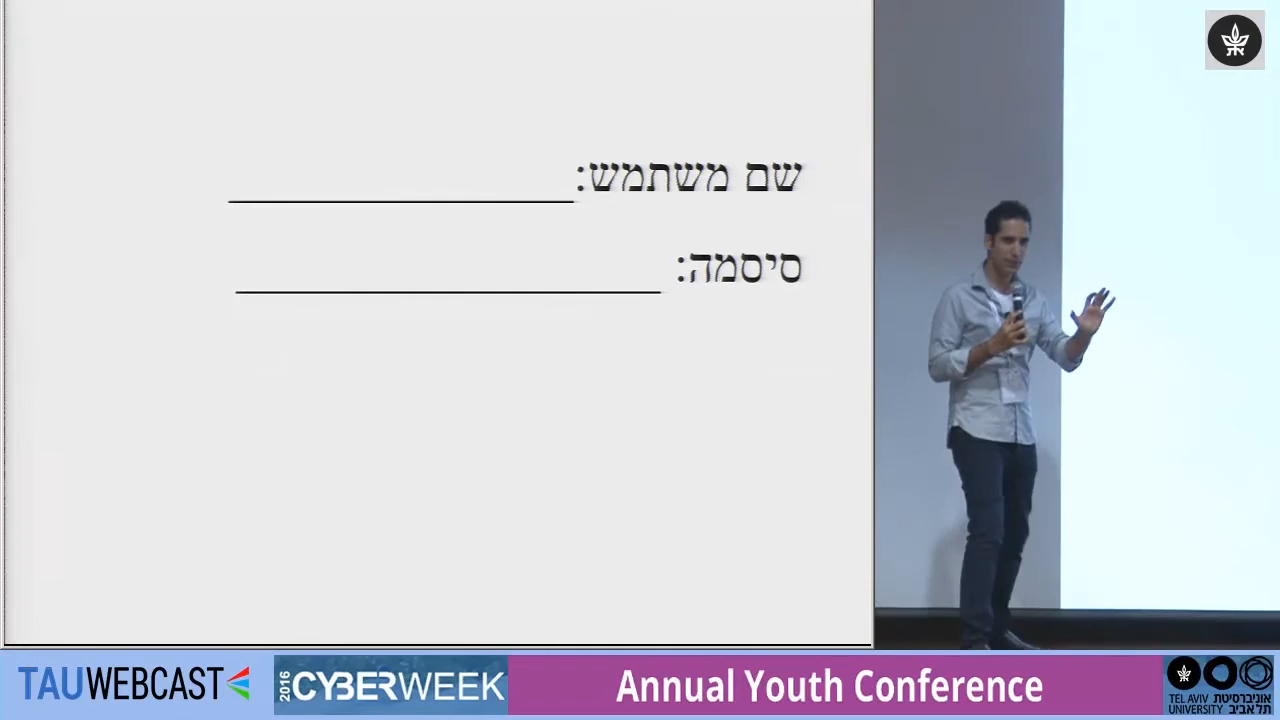 שם משתמש:
סיסמה:
TAUWEBCAST
2016 CYBERWEEK
Annual Youth Conference
TEL AVIV אוניברסיטת
UNIVERSITY תל אביב